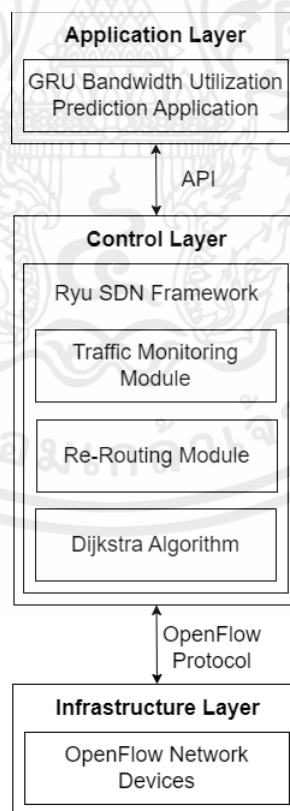 Application Layer
GRU Bandwidth Utilization
Prediction Application
API
Control Layer
Ryu SDN Framework
Traffic Monitoring
Module
Re-Routing Module
Dijkstra Algorithm
OpenFlow
Protocol
Infrastructure Layer
OpenFlow Network
Devices